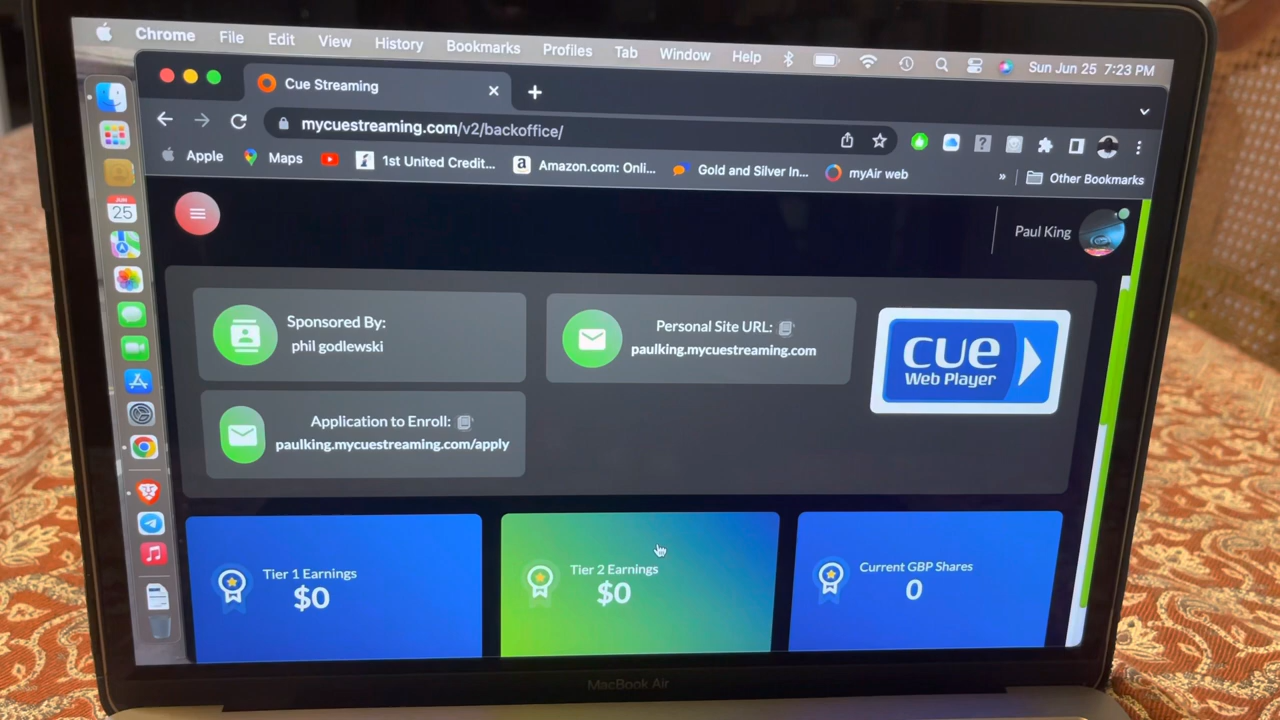 Chrome File Edit View History Bookmarks Profiles Tab Window Help Sun Jun 25 7:23 PM
Cue Streaming
mycuestreaming.com/v2/backoffice/
Apple Maps 1st United Credit... a Amazon.com: Onli... Gold and Silver In... myAir web » Other Bookmarks
JUN
25
Paul King
Sponsored By:
phil godlewski
Personal Site URL:
paulking.mycuestreaming.com
cue
Web Player
Application to Enroll:
paulking.mycuestreaming.com/apply
Tier 1 Earnings
$0
Tier 2 Earnings
$0
Current GBP Shares
0
MacBook Air